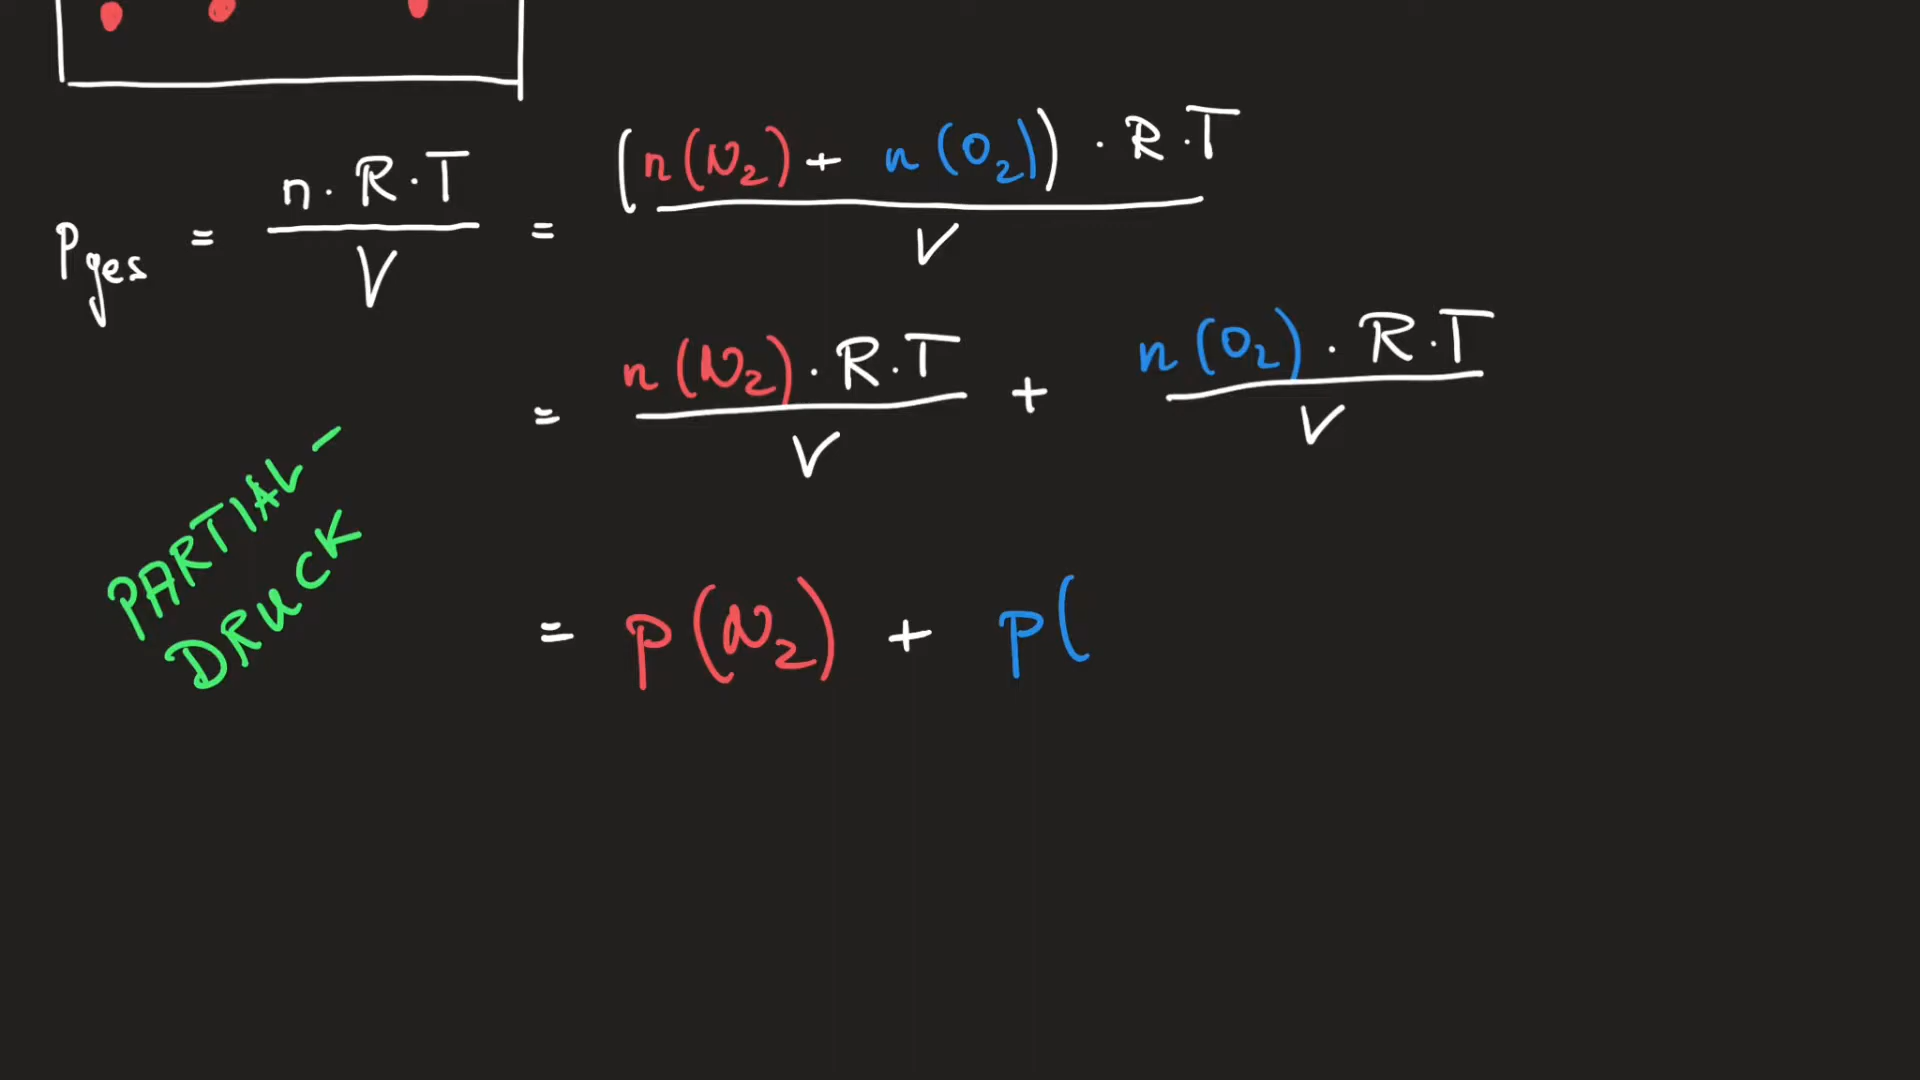 p_ges = n · R · T / V = (n(N₂) + n(O₂)) · R · T / V
= n(N₂) · R · T / V + n(O₂) · R · T / V
PARTIAL-
DRUCK
= p(N₂) + p(